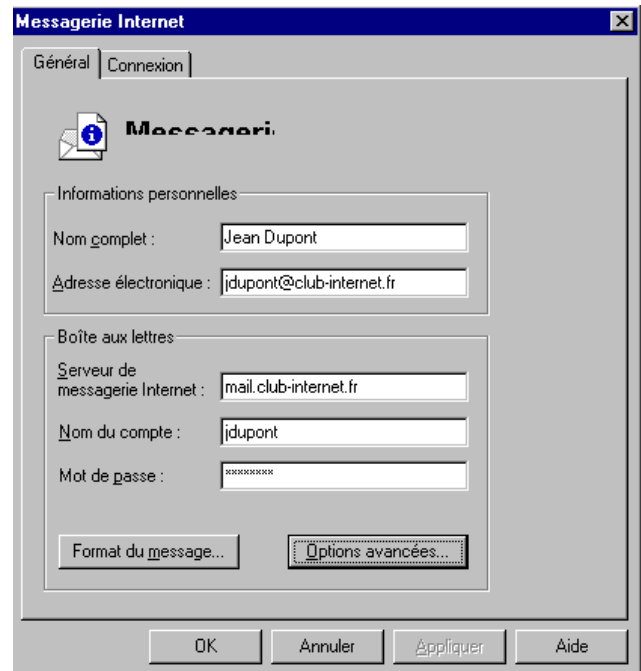 Messagerie Internet
Général Connexion
Messageri
Informations personnelles
Nom complet : Jean Dupont
Adresse électronique : jdupont@club-internet.fr
Boîte aux lettres
Serveur de
messagerie Internet : mail.club-internet.fr
Nom du compte : jdupont
Mot de passe : ********
Format du message... Options avancées...
OK Annuler Appliquer Aide